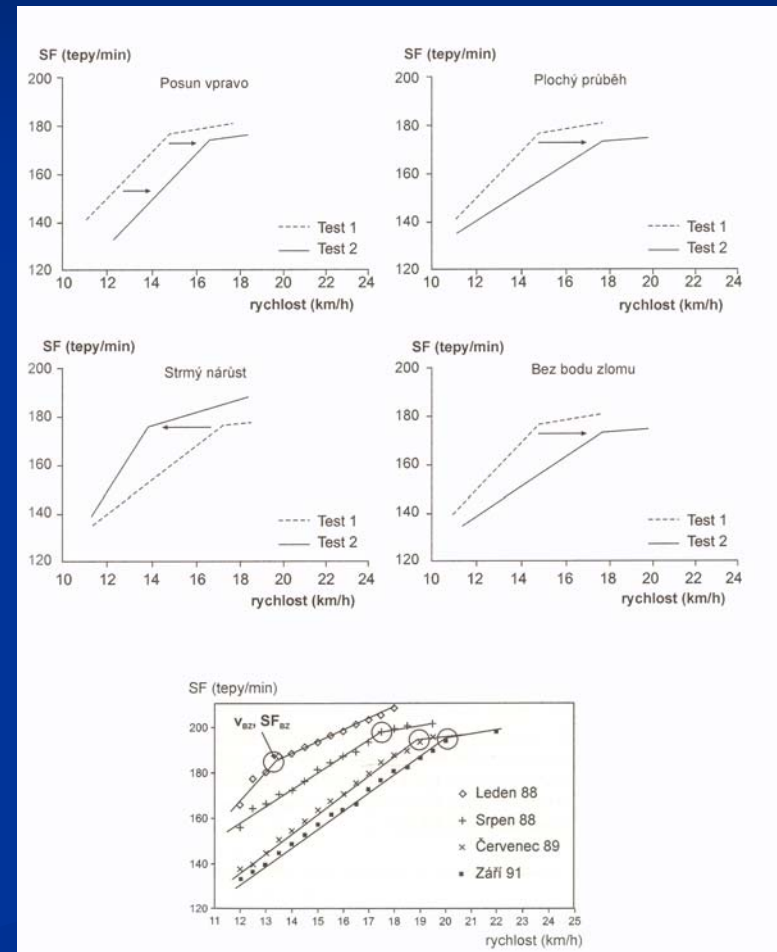 SF (tepy/min)
Posun vpravo
200
180
160
140
120
Test 1
Test 2
10 12 14 16 18 20 22 24
rychlost (km/h)
SF (tepy/min)
Plochý průběh
200
180
160
140
120
Test 1
Test 2
10 12 14 16 18 20 22 24
rychlost (km/h)
SF (tepy/min)
Strmý nárůst
200
180
160
140
120
Test 1
Test 2
10 12 14 16 18 20 22 24
rychlost (km/h)
SF (tepy/min)
Bez bodu zlomu
200
180
160
140
120
Test 1
Test 2
10 12 14 16 18 20 22 24
rychlost (km/h)
SF (tepy/min)
v_BZ, SF_BZ
200
180
160
140
120
Leden 88
Srpen 88
Červenec 89
Září 91
11 12 13 14 15 16 17 18 19 20 21 22 23 24 25
rychlost (km/h)